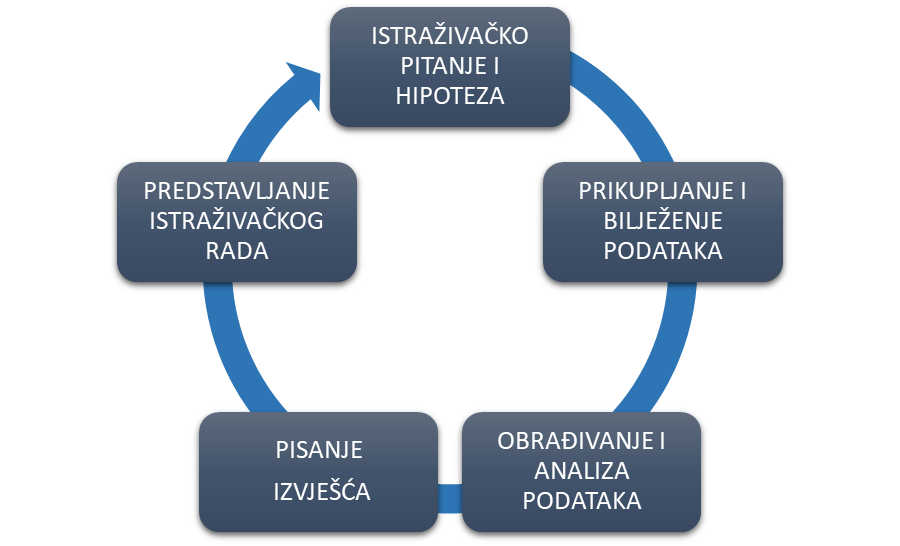 ISTRAŽIVAČKO
PITANJE I
HIPOTEZA
PRIKUPLJANJE I
BILJEŽENJE
PODATAKA
OBRAĐIVANJE I
ANALIZA
PODATAKA
PISANJE
IZVJEŠĆA
PREDSTAVLJANJE
ISTRAŽIVAČKOG
RADA